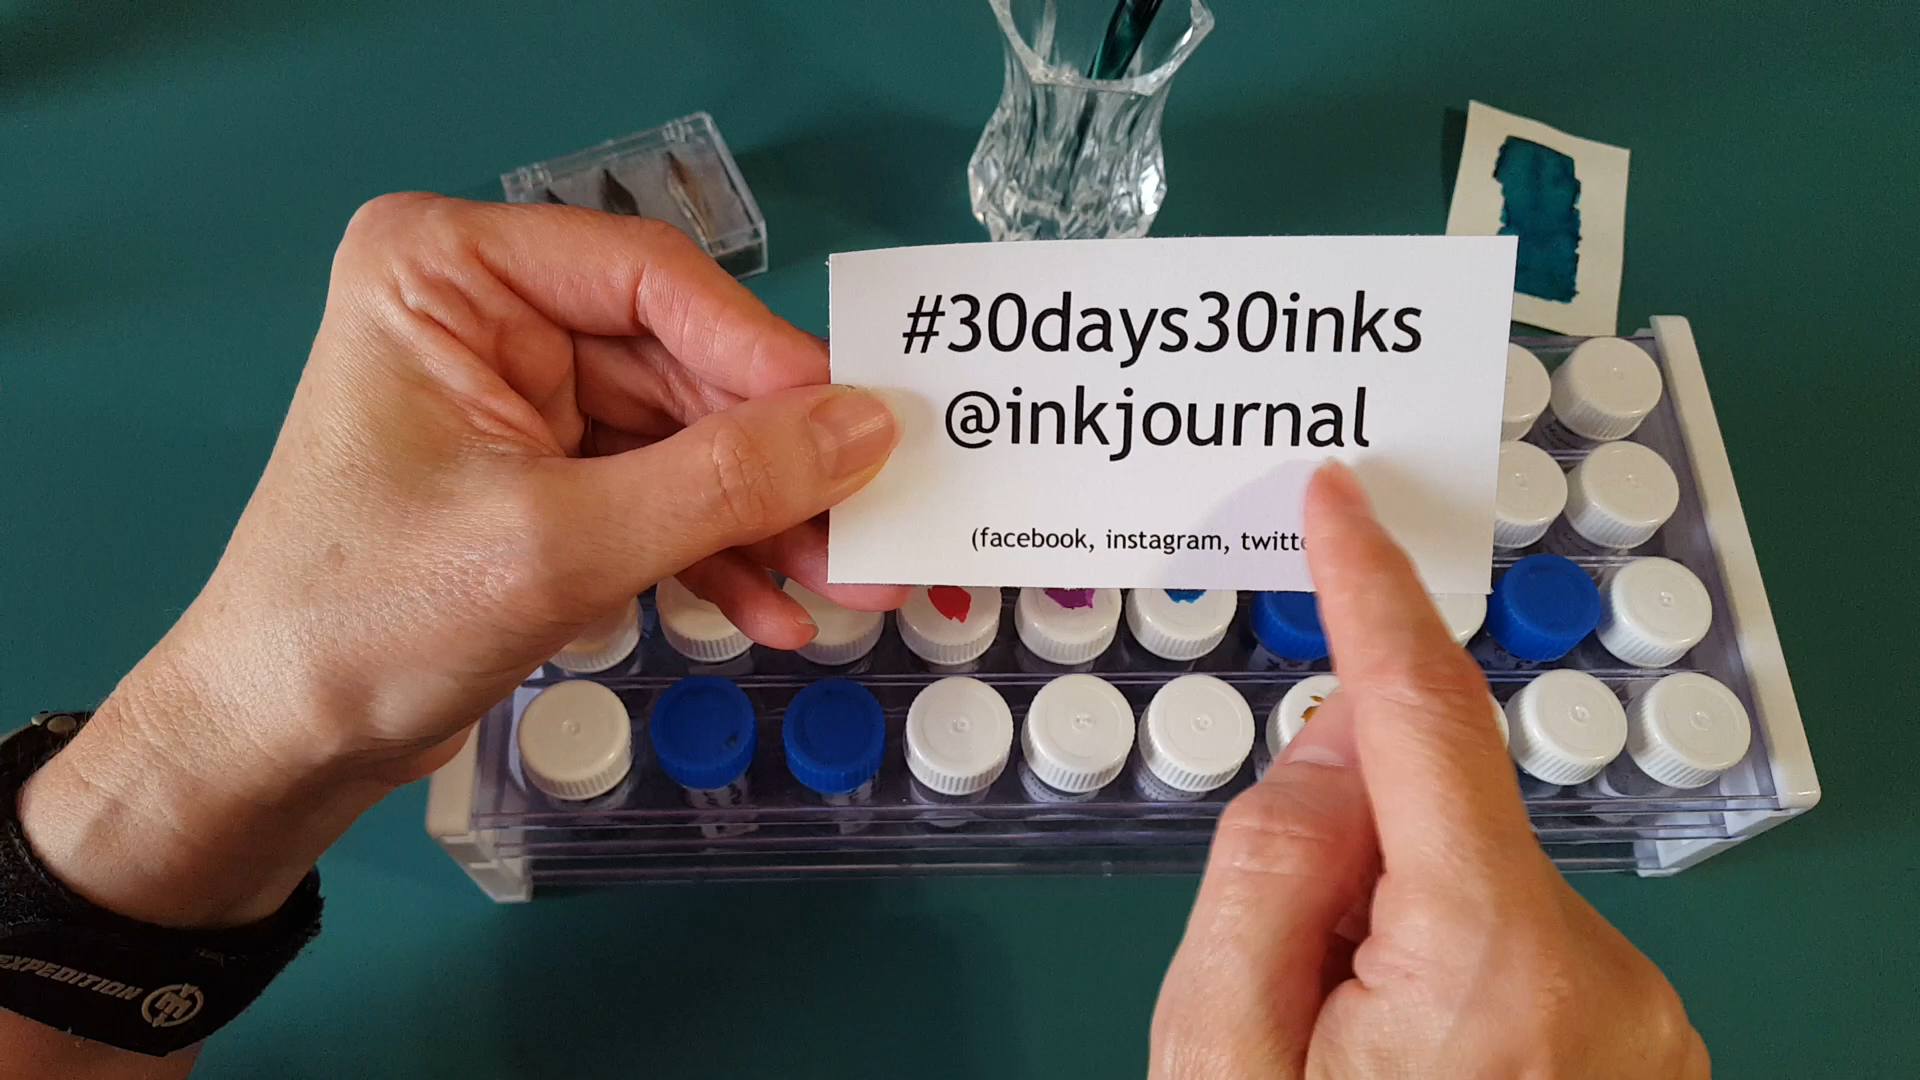 #30days30inks
@inkjournal
(facebook, instagram,
EXPEDITION